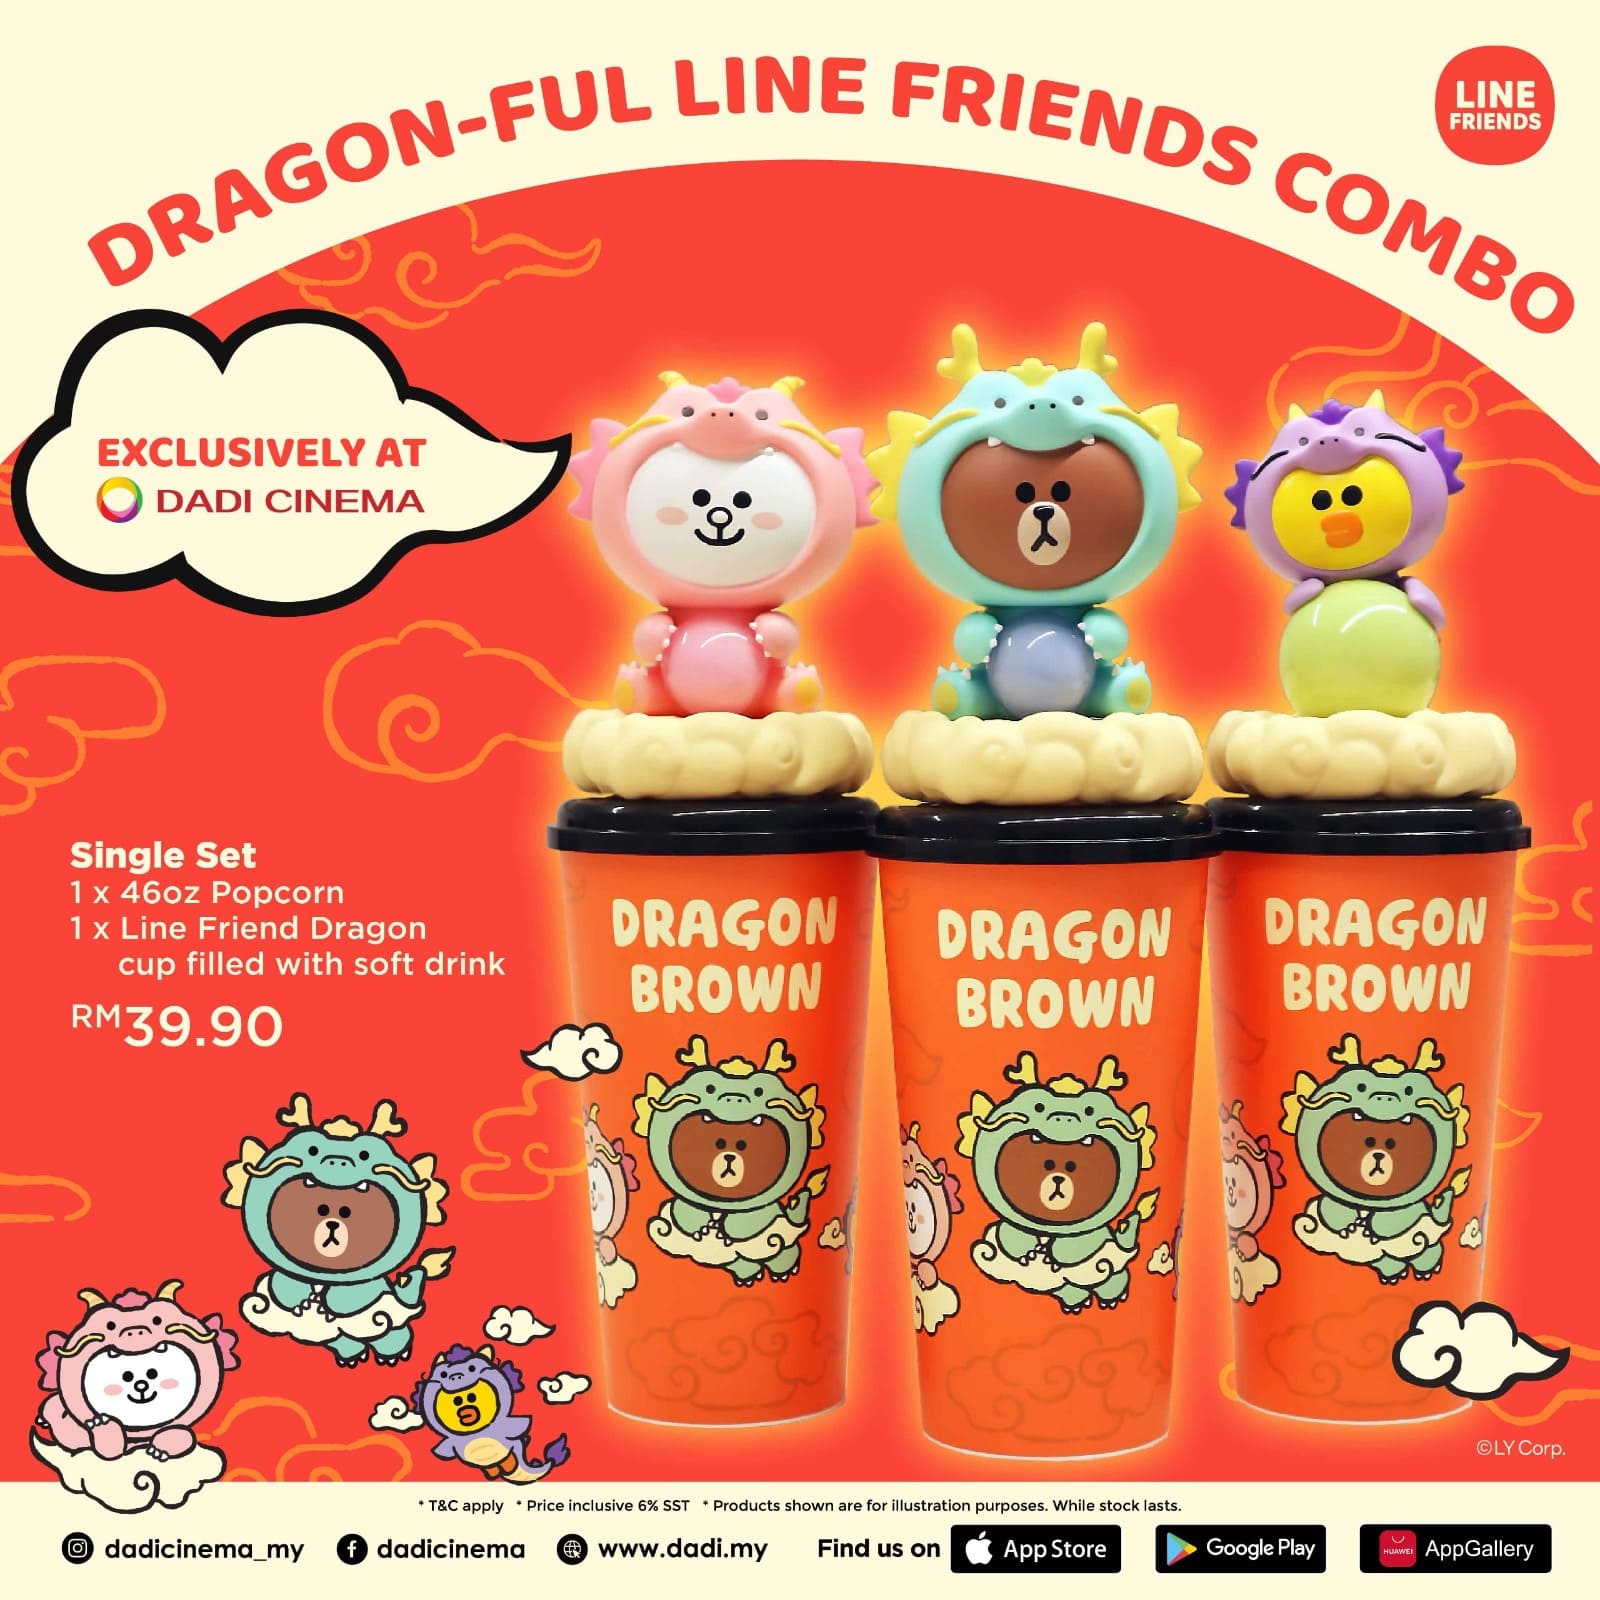 DRAGON-FUL LINE FRIENDS COMBO
LINE
FRIENDS
EXCLUSIVELY AT
DADI CINEMA
Single Set
1 x 46oz Popcorn
1 x Line Friend Dragon
cup filled with soft drink
RM39.90
DRAGON
BROWN
DRAGON
BROWN
DRAGON
BROWN
©LY Corp.
* T&C apply * Price inclusive 6% SST * Products shown are for illustration purposes. While stock lasts.
dadicinema_my dadicinema www.dadi.my Find us on App Store Google Play HUAWEI AppGallery